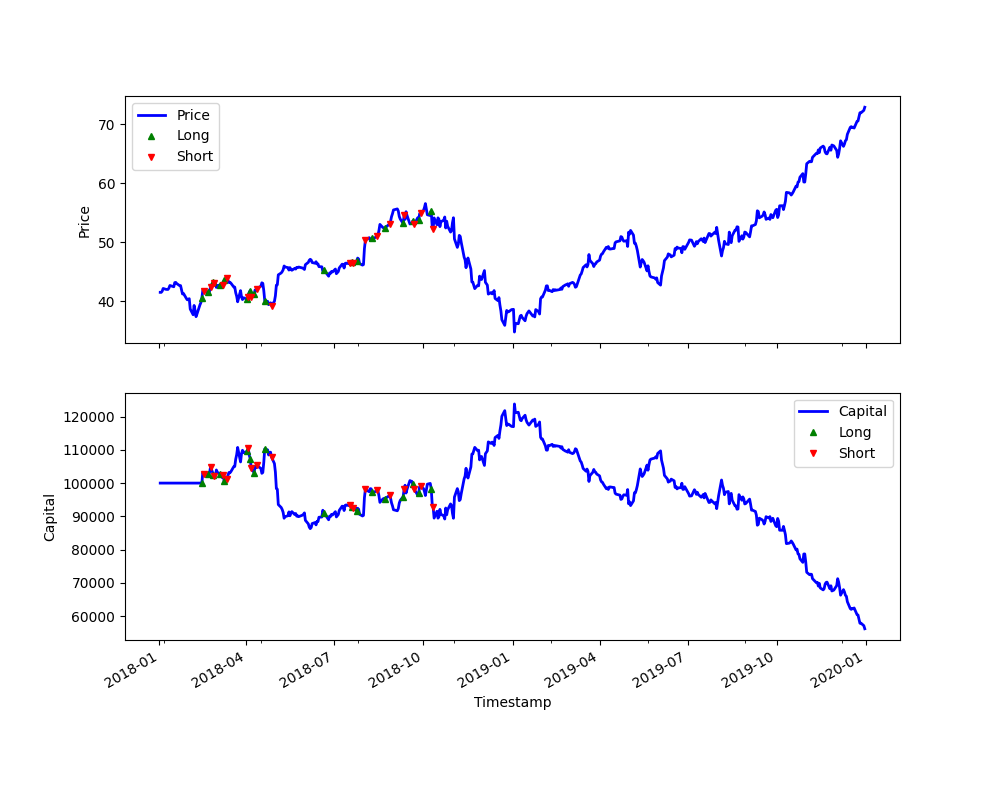 70
60
50
40
Price
Price
Long
Short
120000
110000
100000
90000
80000
70000
60000
Capital
Capital
Long
Short
2018-01
2018-04
2018-07
2018-10
2019-01
2019-04
2019-07
2019-10
2020-01
Timestamp